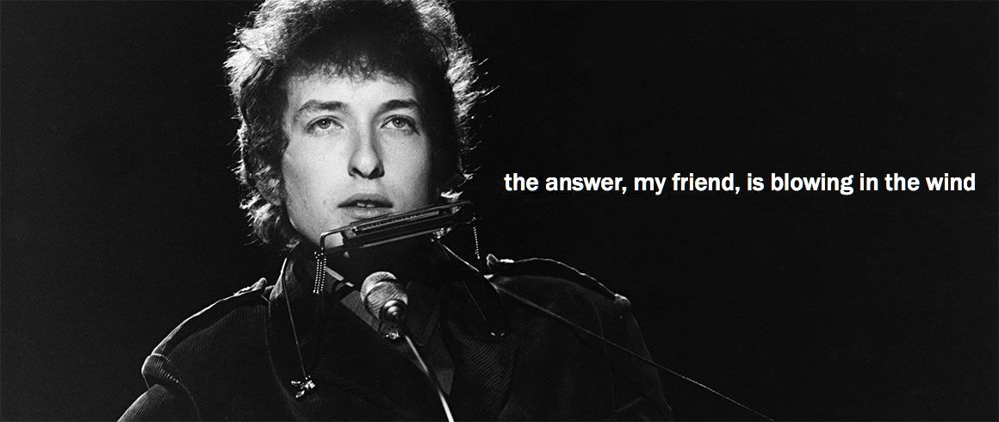 the answer, my friend, is blowing in the wind